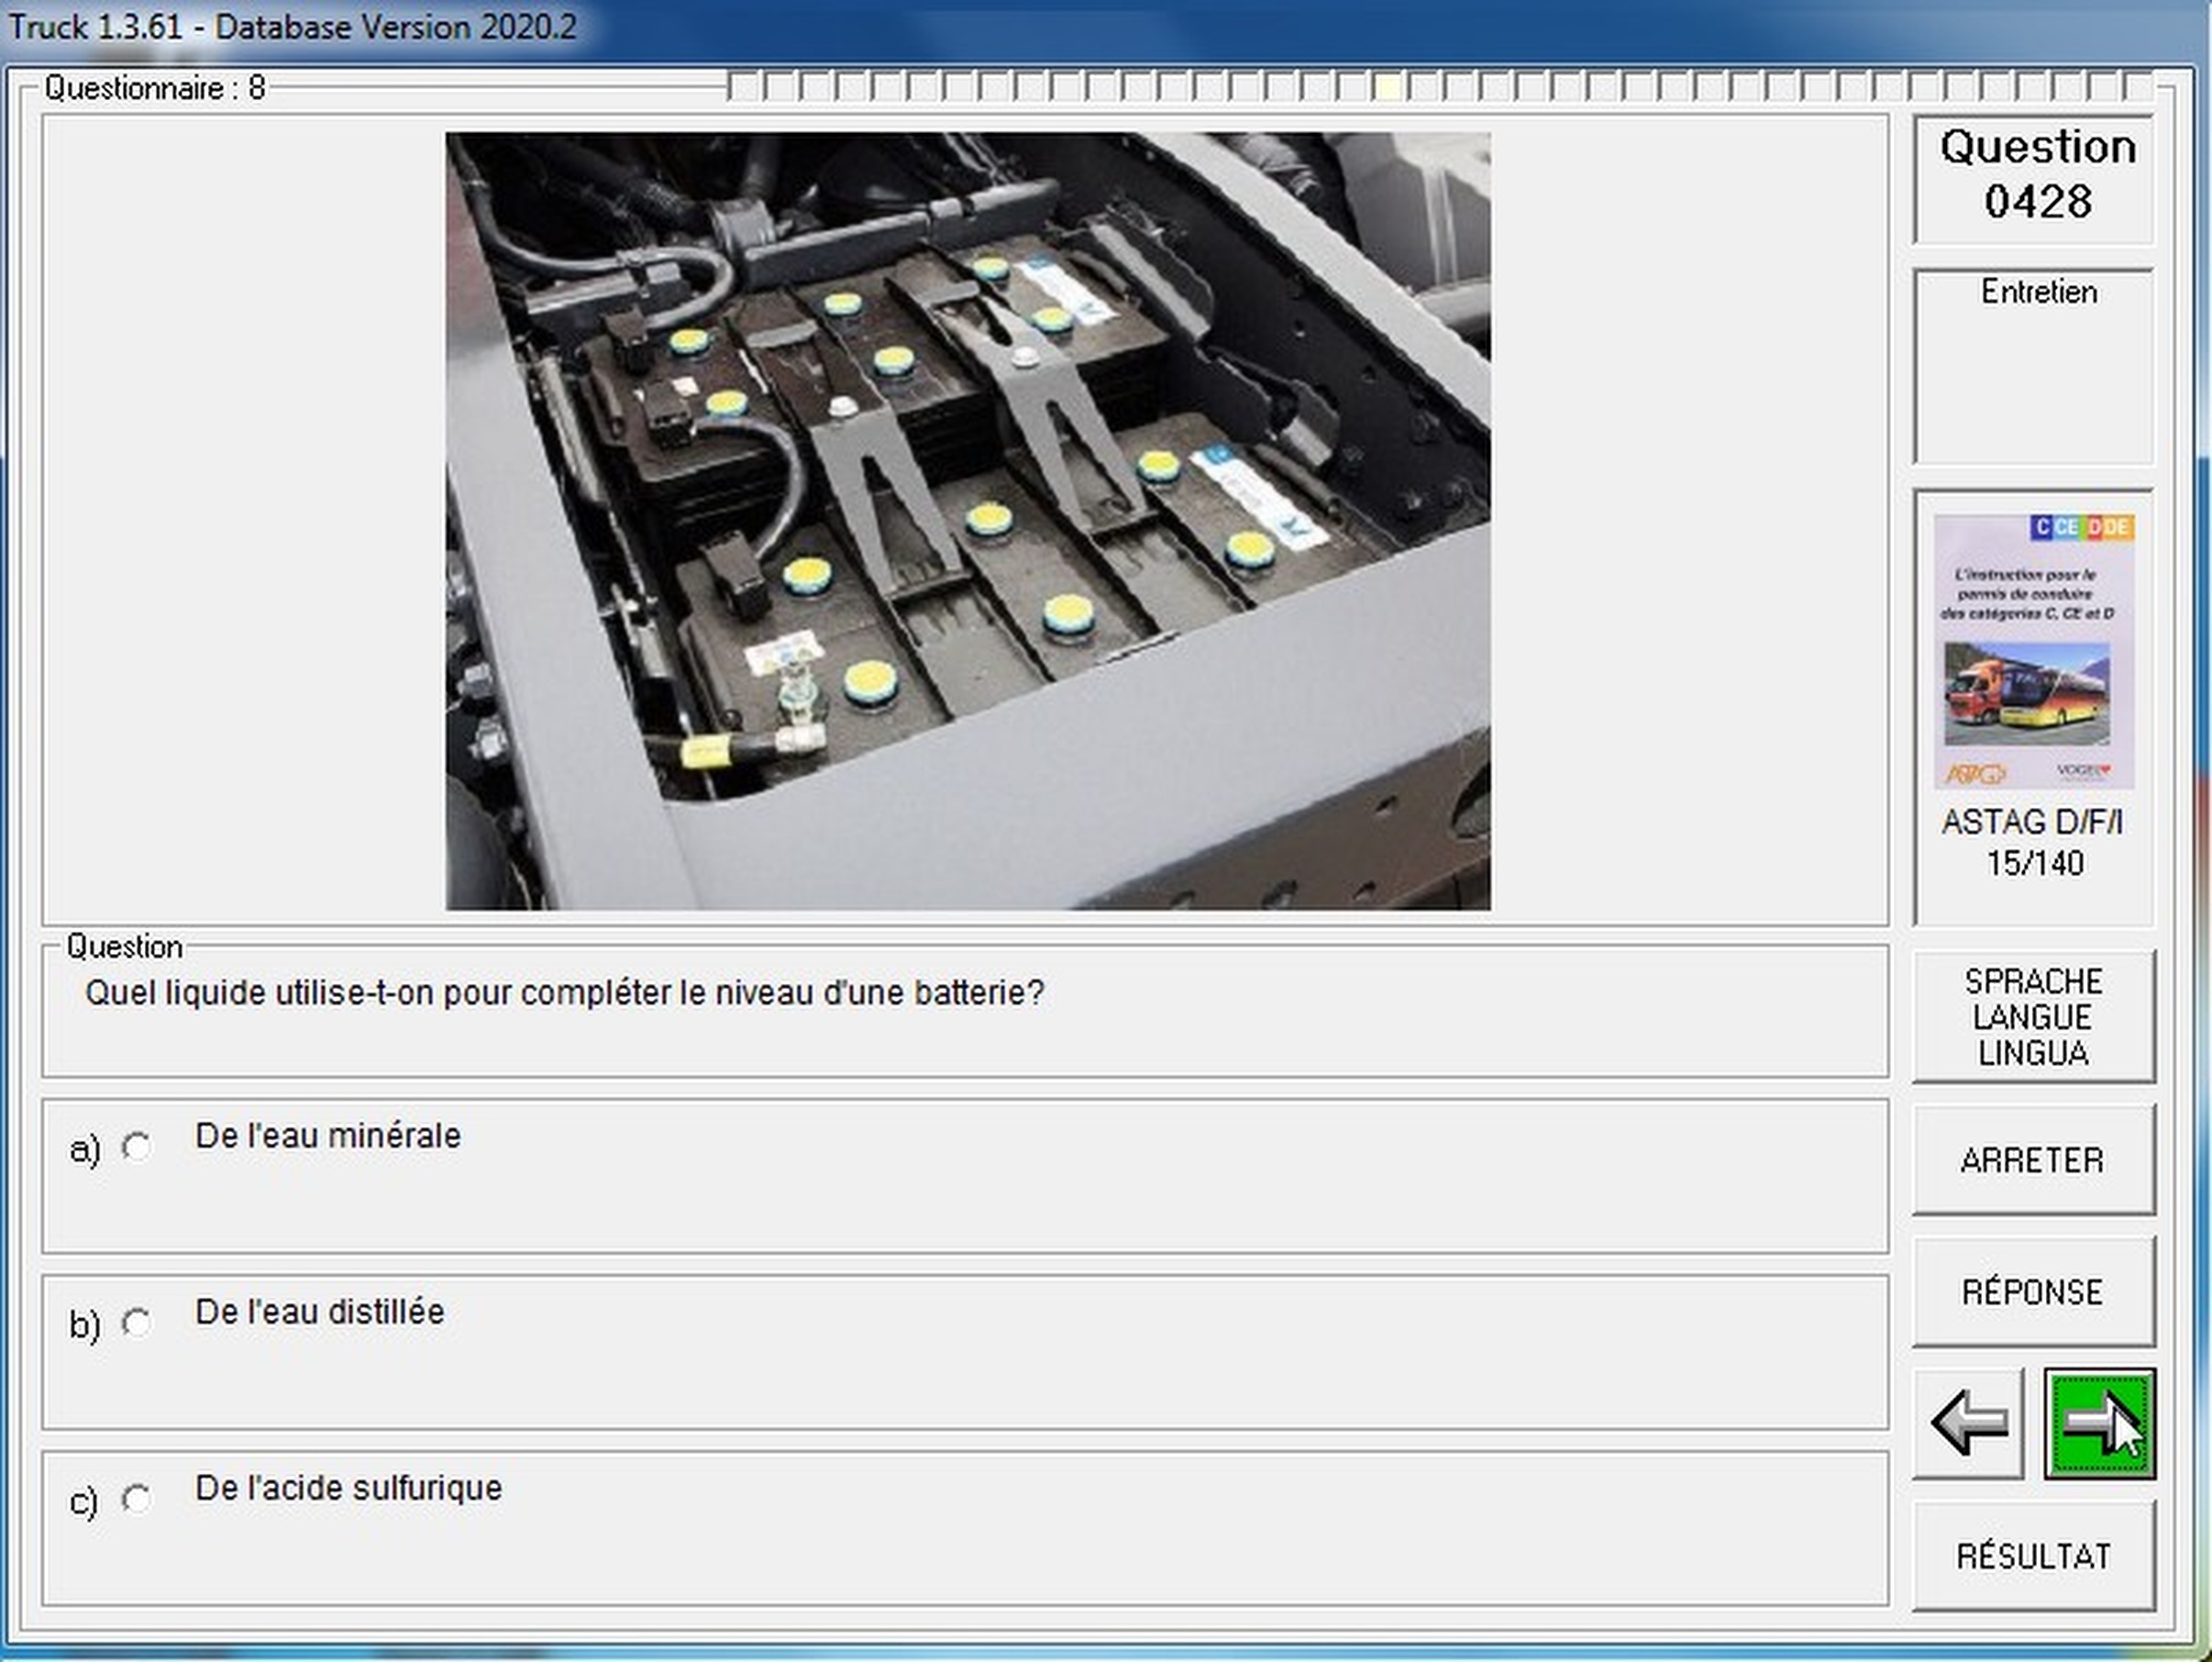 Truck 1.3.61 - Database Version 2020.2
Questionnaire : 8
Question
0428
Entretien
C CE D DE
L'instruction pour le
permis de conduire
des catégories C, CE et D
ASTAG
VOGEL
ASTAG D/F/I
15/140
Question
Quel liquide utilise-t-on pour compléter le niveau d'une batterie?
a) De l'eau minérale
b) De l'eau distillée
c) De l'acide sulfurique
SPRACHE
LANGUE
LINGUA
ARRETER
RÉPONSE
RÉSULTAT